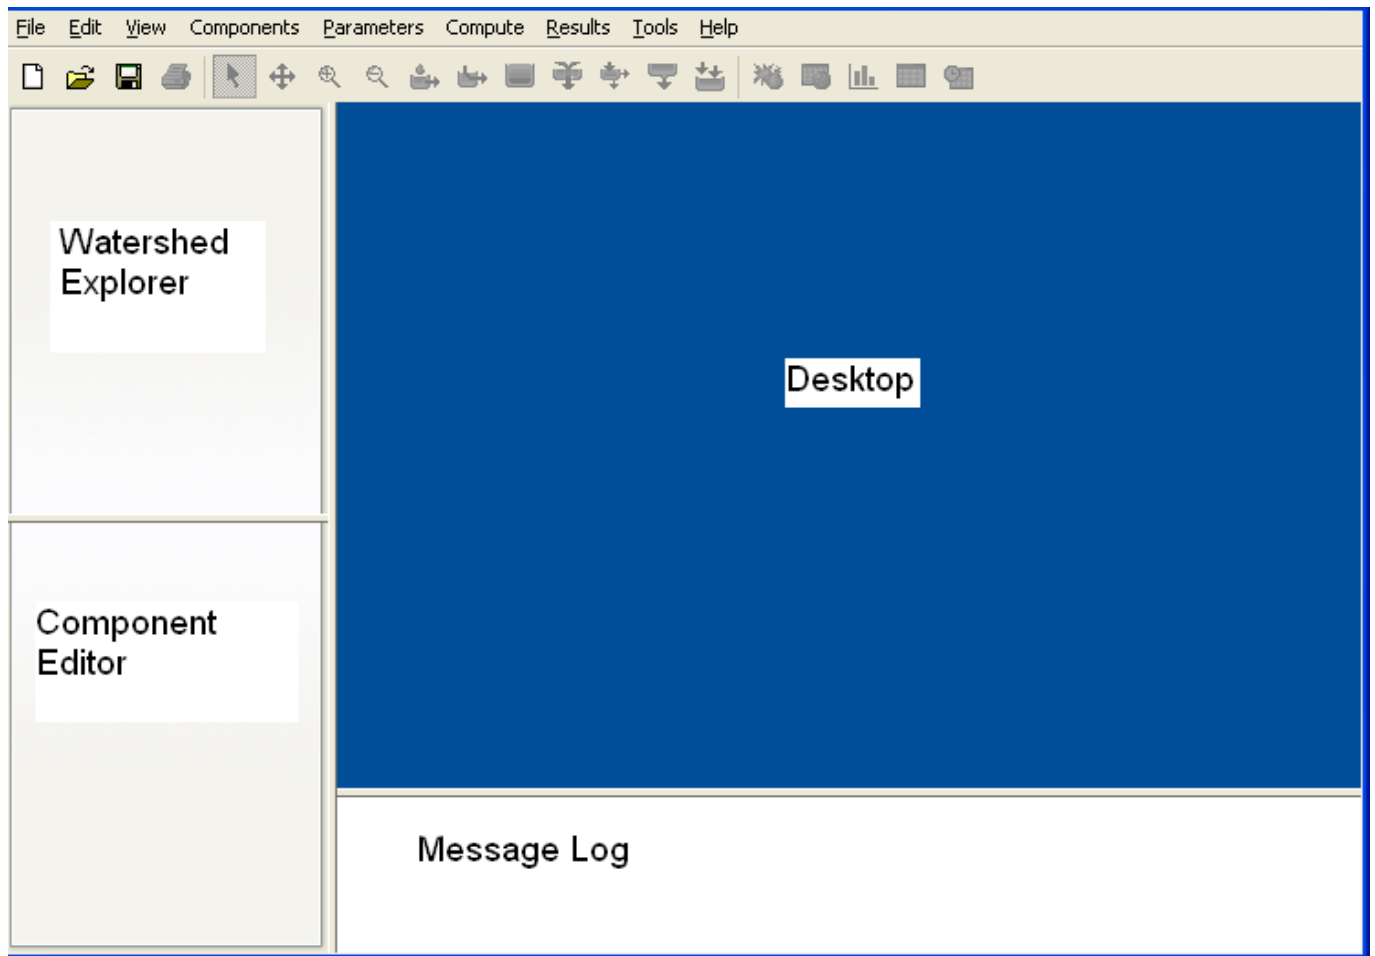 File Edit View Components Parameters Compute Results Tools Help
Watershed
Explorer
Desktop
Component
Editor
Message Log